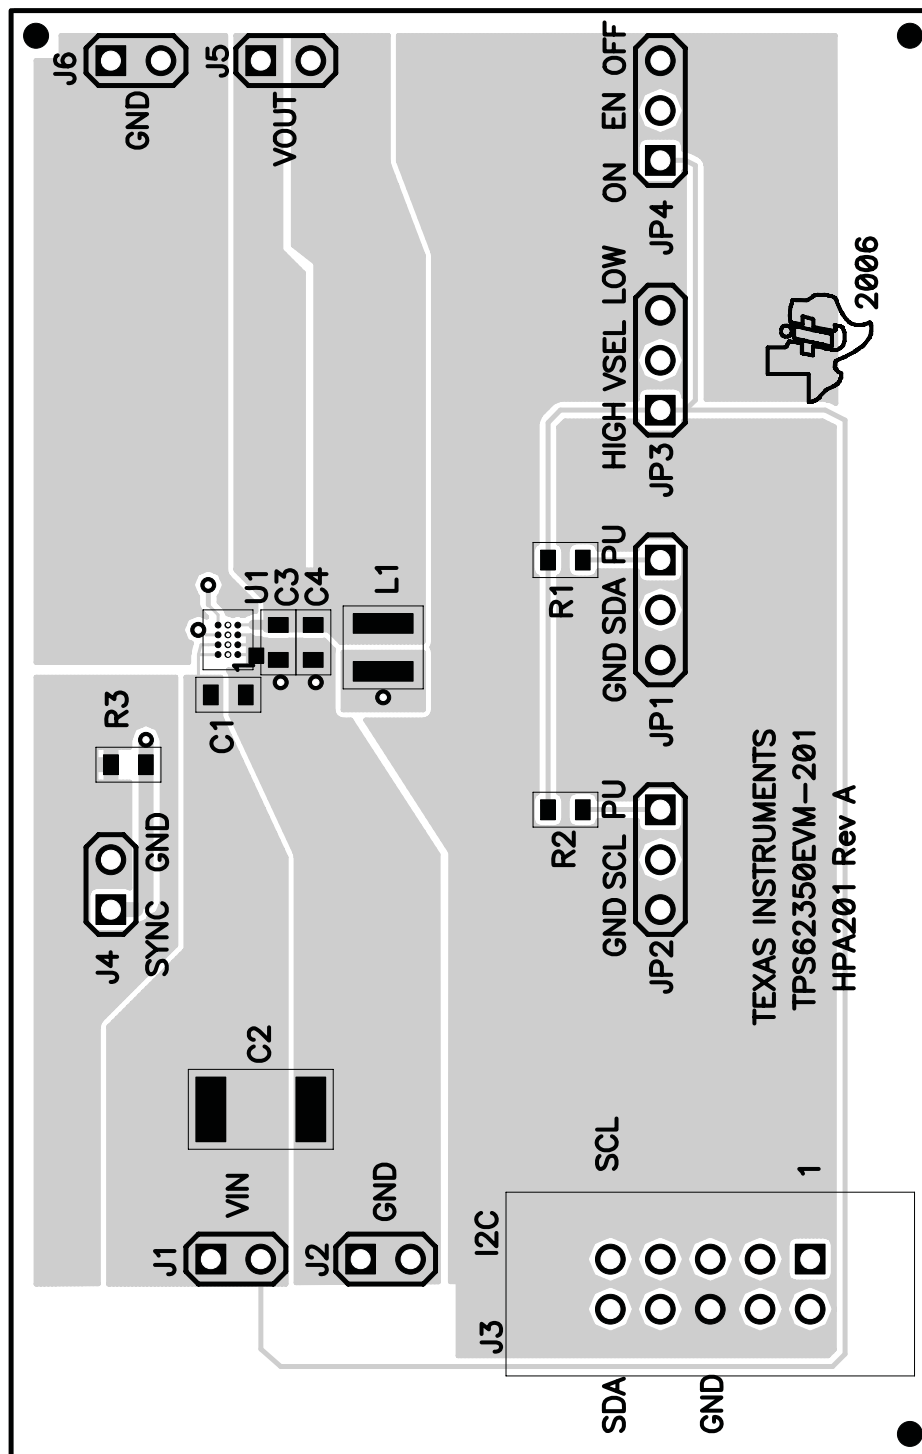 J6
GND
J5
VOUT
ON EN OFF
JP4
HIGH VSEL LOW
JP3
2006
U1
C3
C4
L1
1
C1
R3
R1
PU
GND SDA
JP1
R2
PU
GND SCL
JP2
J4
SYNC GND
TEXAS INSTRUMENTS
TPS62350EVM-201
HPA201 Rev A
C2
J1
VIN
J2
GND
J3
I2C
SCL
1
SDA
GND